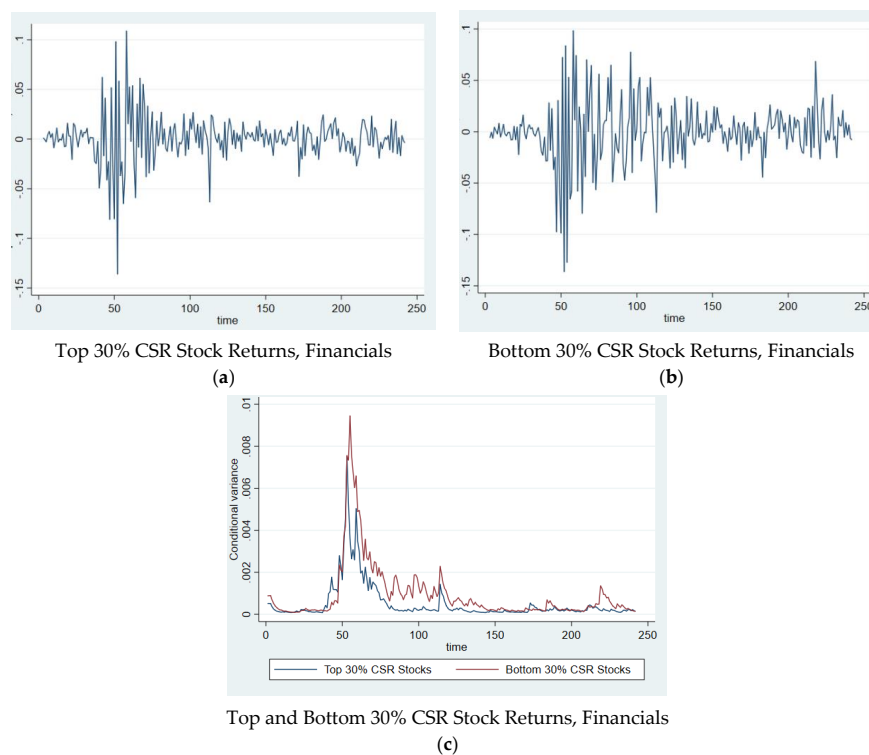 .1
.05
0
-.05
-.1
-.15
0 50 100 150 200 250
time
.1
.05
0
-.05
-.1
-.15
0 50 100 150 200 250
time
Top 30% CSR Stock Returns, Financials
(a)
Bottom 30% CSR Stock Returns, Financials
(b)
Conditional variance
.01
.008
.006
.004
.002
0
0 50 100 150 200 250
time
Top 30% CSR Stocks Bottom 30% CSR Stocks
Top and Bottom 30% CSR Stock Returns, Financials
(c)